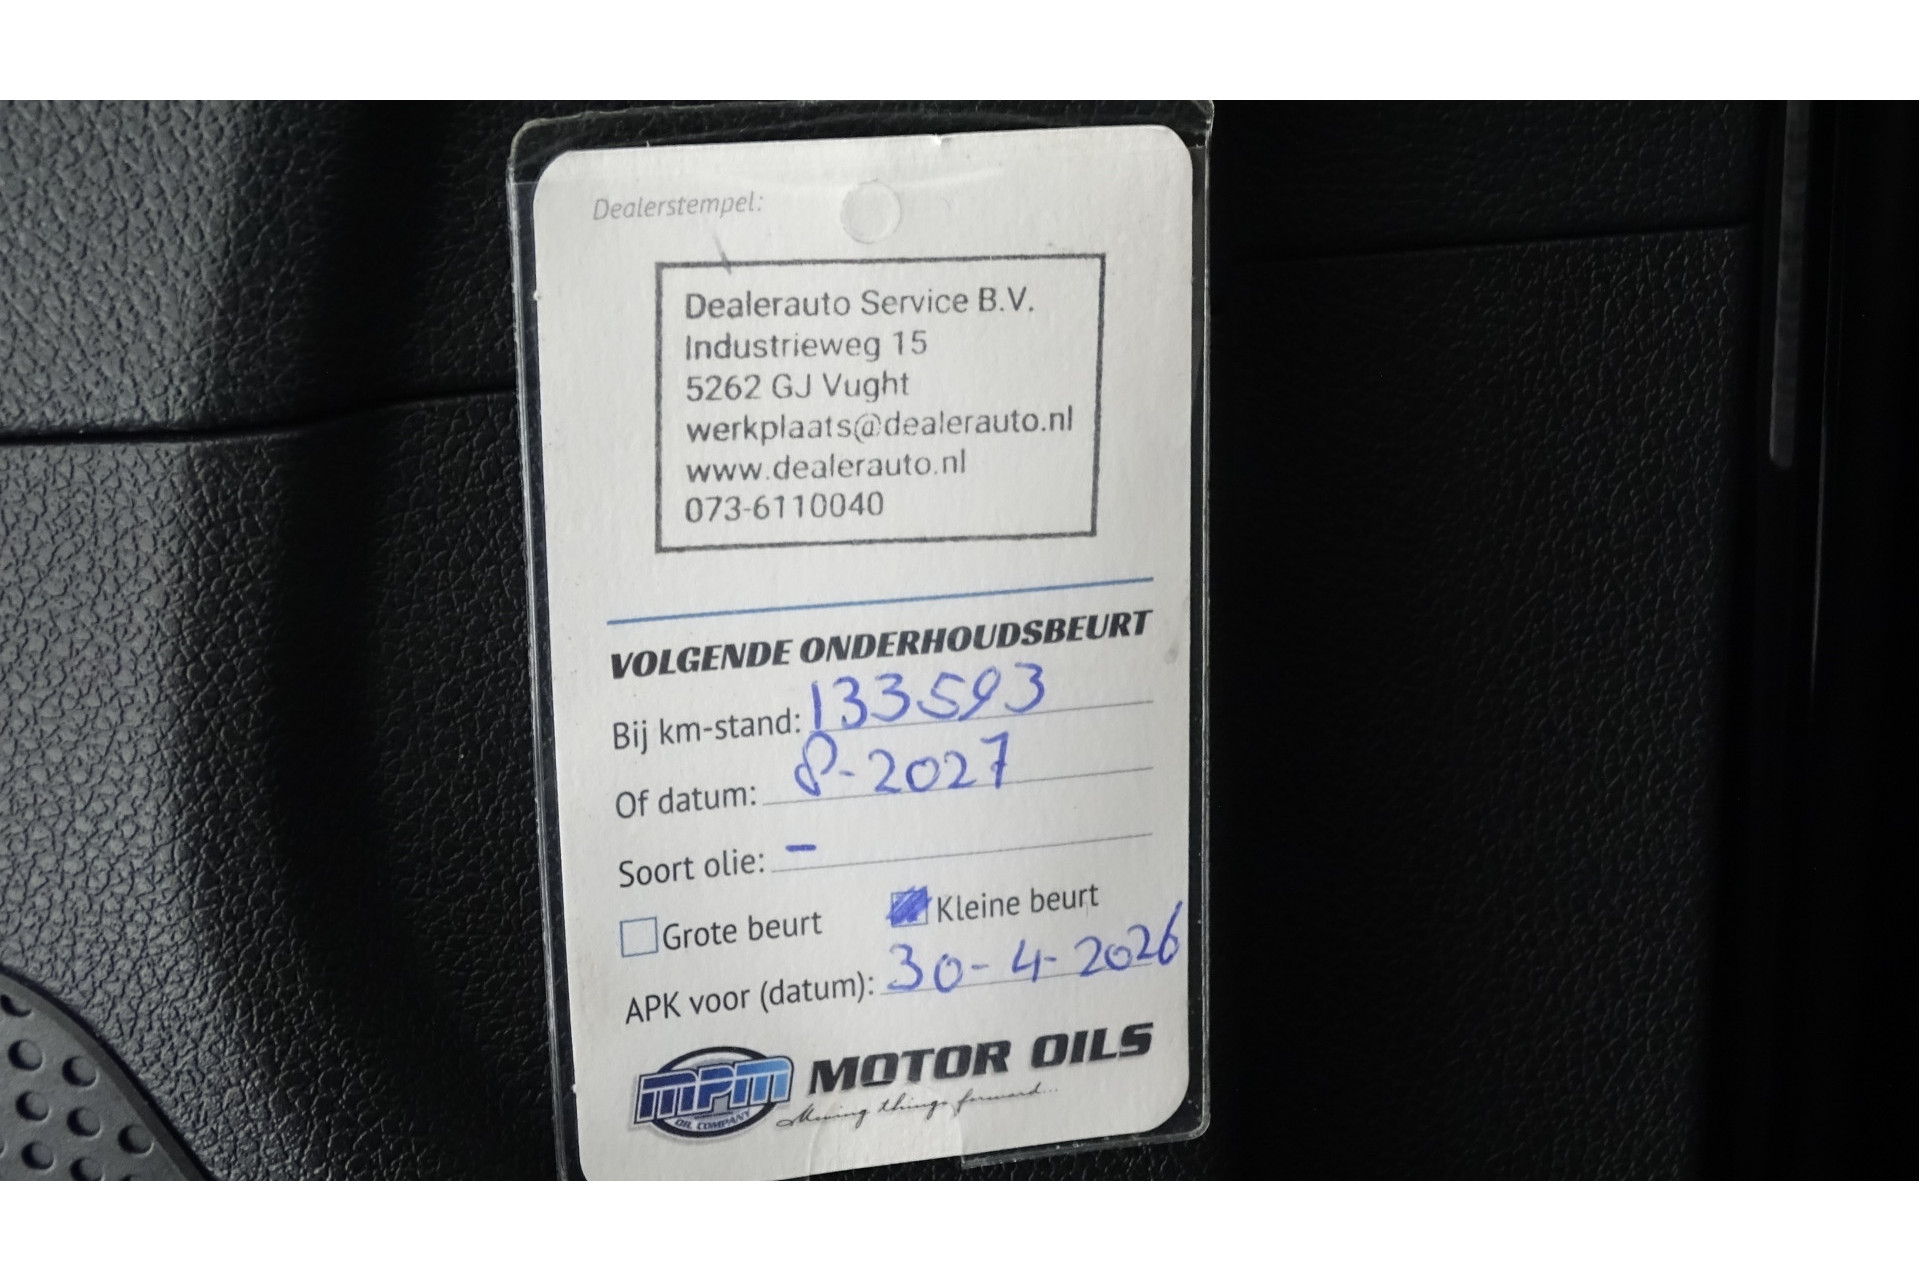 Dealerstempel:
Dealerauto Service B.V.
Industrieweg 15
5262 GJ Vught
werkplaats@dealerauto.nl
www.dealerauto.nl
073-6110040
VOLGENDE ONDERHOUDSBEURT
Bij km-stand: 133593
Of datum: 8-2027
Soort olie: -
Grote beurt Kleine beurt
APK voor (datum): 30-4-2026
MPM MOTOR OILS
OIL COMPANY Moving things forward...